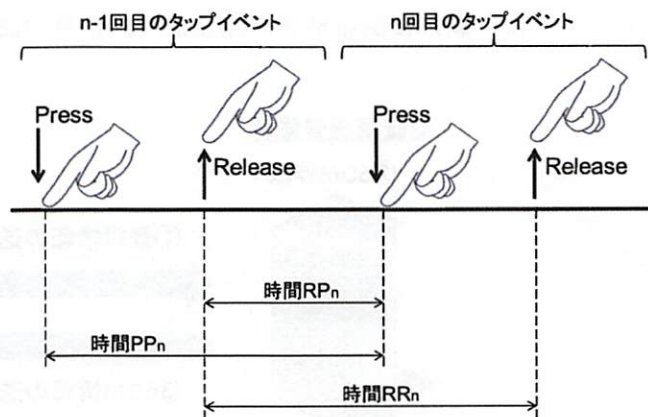 n-1回目のタップイベント
n回目のタップイベント
Press
Release
Press
Release
時間RPn
時間PPn
時間RRn